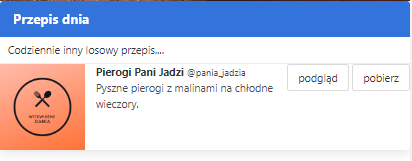 Przepis dnia
Codziennie inny losowy przepis....
Pierogi Pani Jadzi @pania_jadzia
podgląd
pobierz
Pyszne pierogi z malinami na chłodne
wieczory.